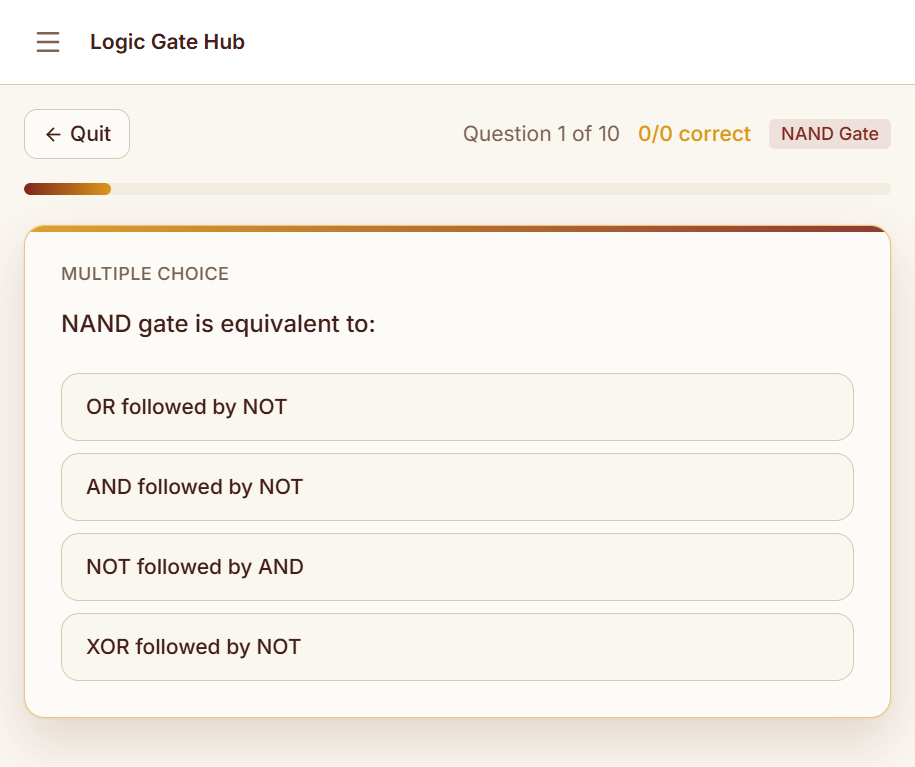 Logic Gate Hub
← Quit
Question 1 of 10 0/0 correct NAND Gate
MULTIPLE CHOICE
NAND gate is equivalent to:
OR followed by NOT
AND followed by NOT
NOT followed by AND
XOR followed by NOT